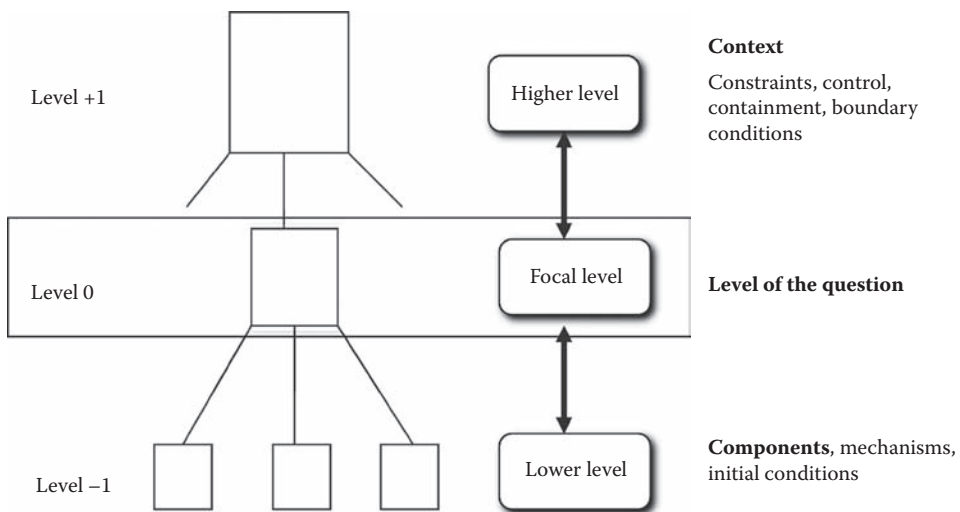 Level +1
Higher level
Context
Constraints, control,
containment, boundary
conditions
Level 0
Focal level
Level of the question
Level −1
Lower level
Components, mechanisms,
initial conditions